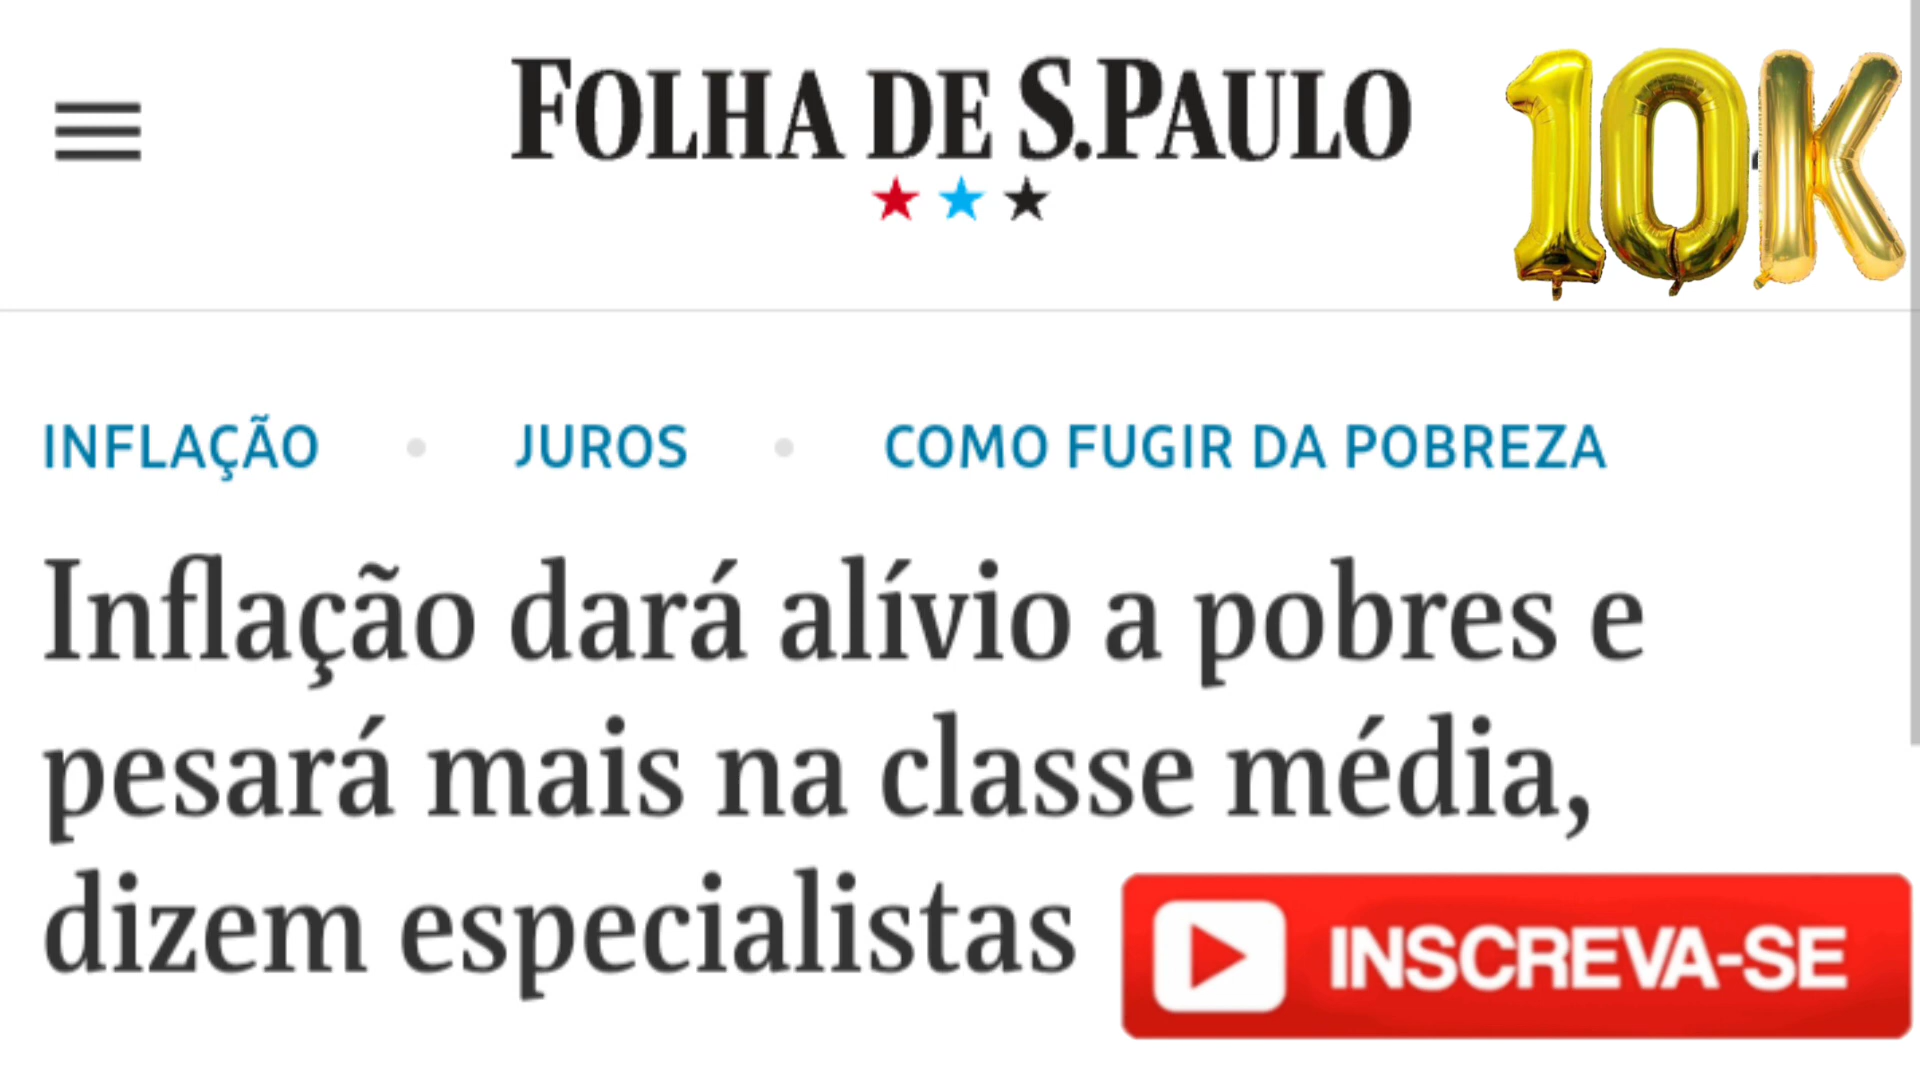 FOLHA DE S.PAULO
10K
INFLAÇÃO • JUROS • COMO FUGIR DA POBREZA
Inflação dará alívio a pobres e
pesará mais na classe média,
dizem especialistas
INSCREVA-SE